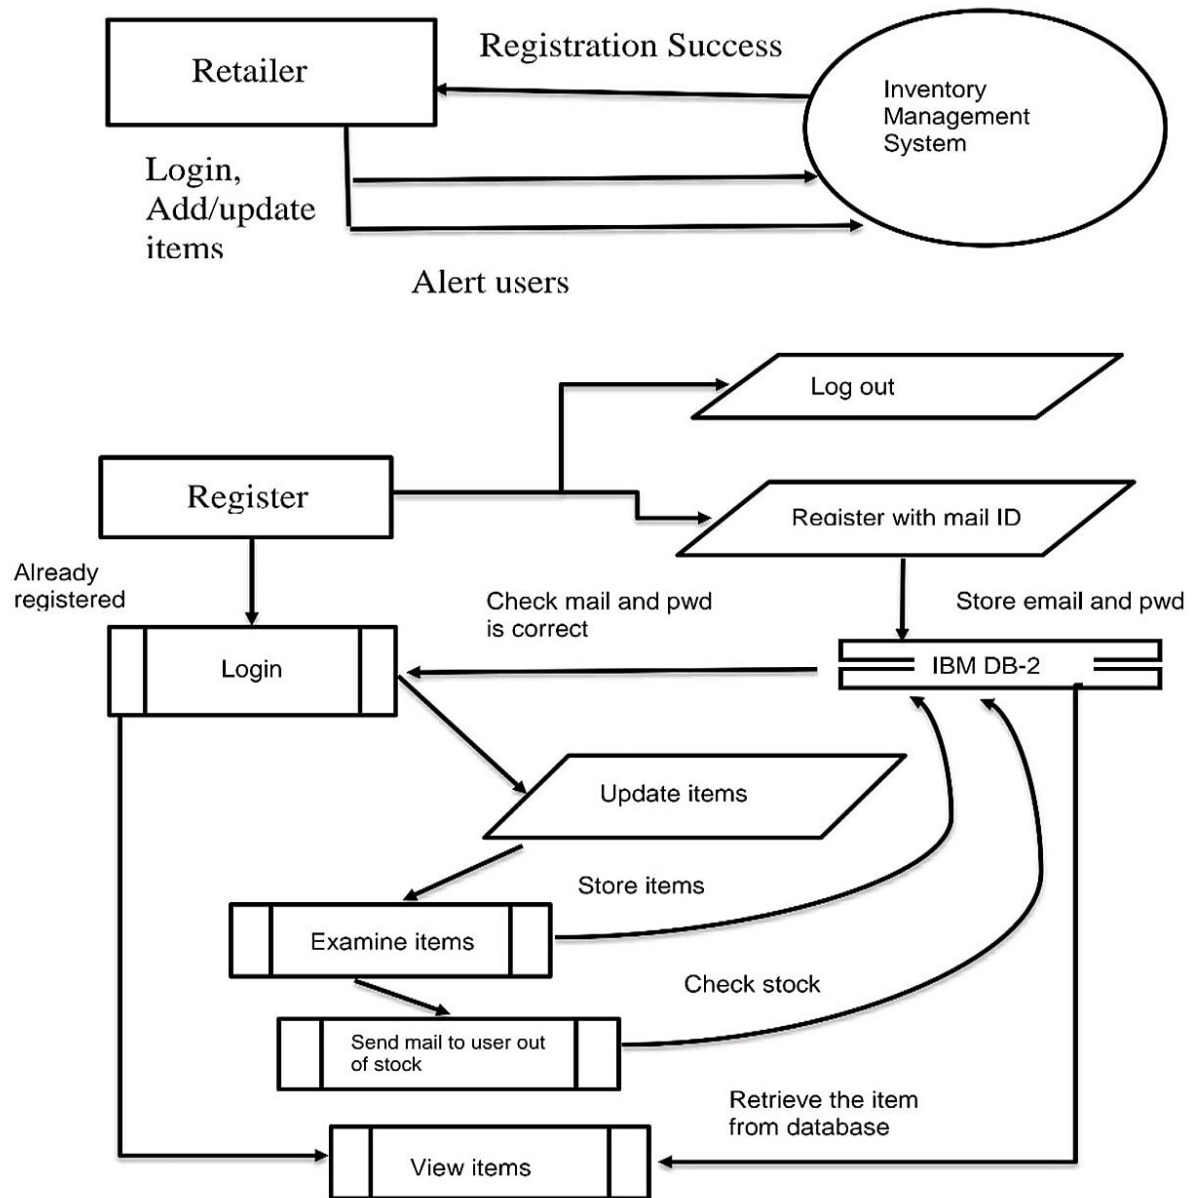 Registration Success
Retailer
Inventory
Management
System
Login,
Add/update
items
Alert users
Log out
Register
Register with mail ID
Already
registered
Check mail and pwd
is correct
Store email and pwd
Login
IBM DB-2
Update items
Store items
Examine items
Check stock
Send mail to user out
of stock
Retrieve the item
from database
View items